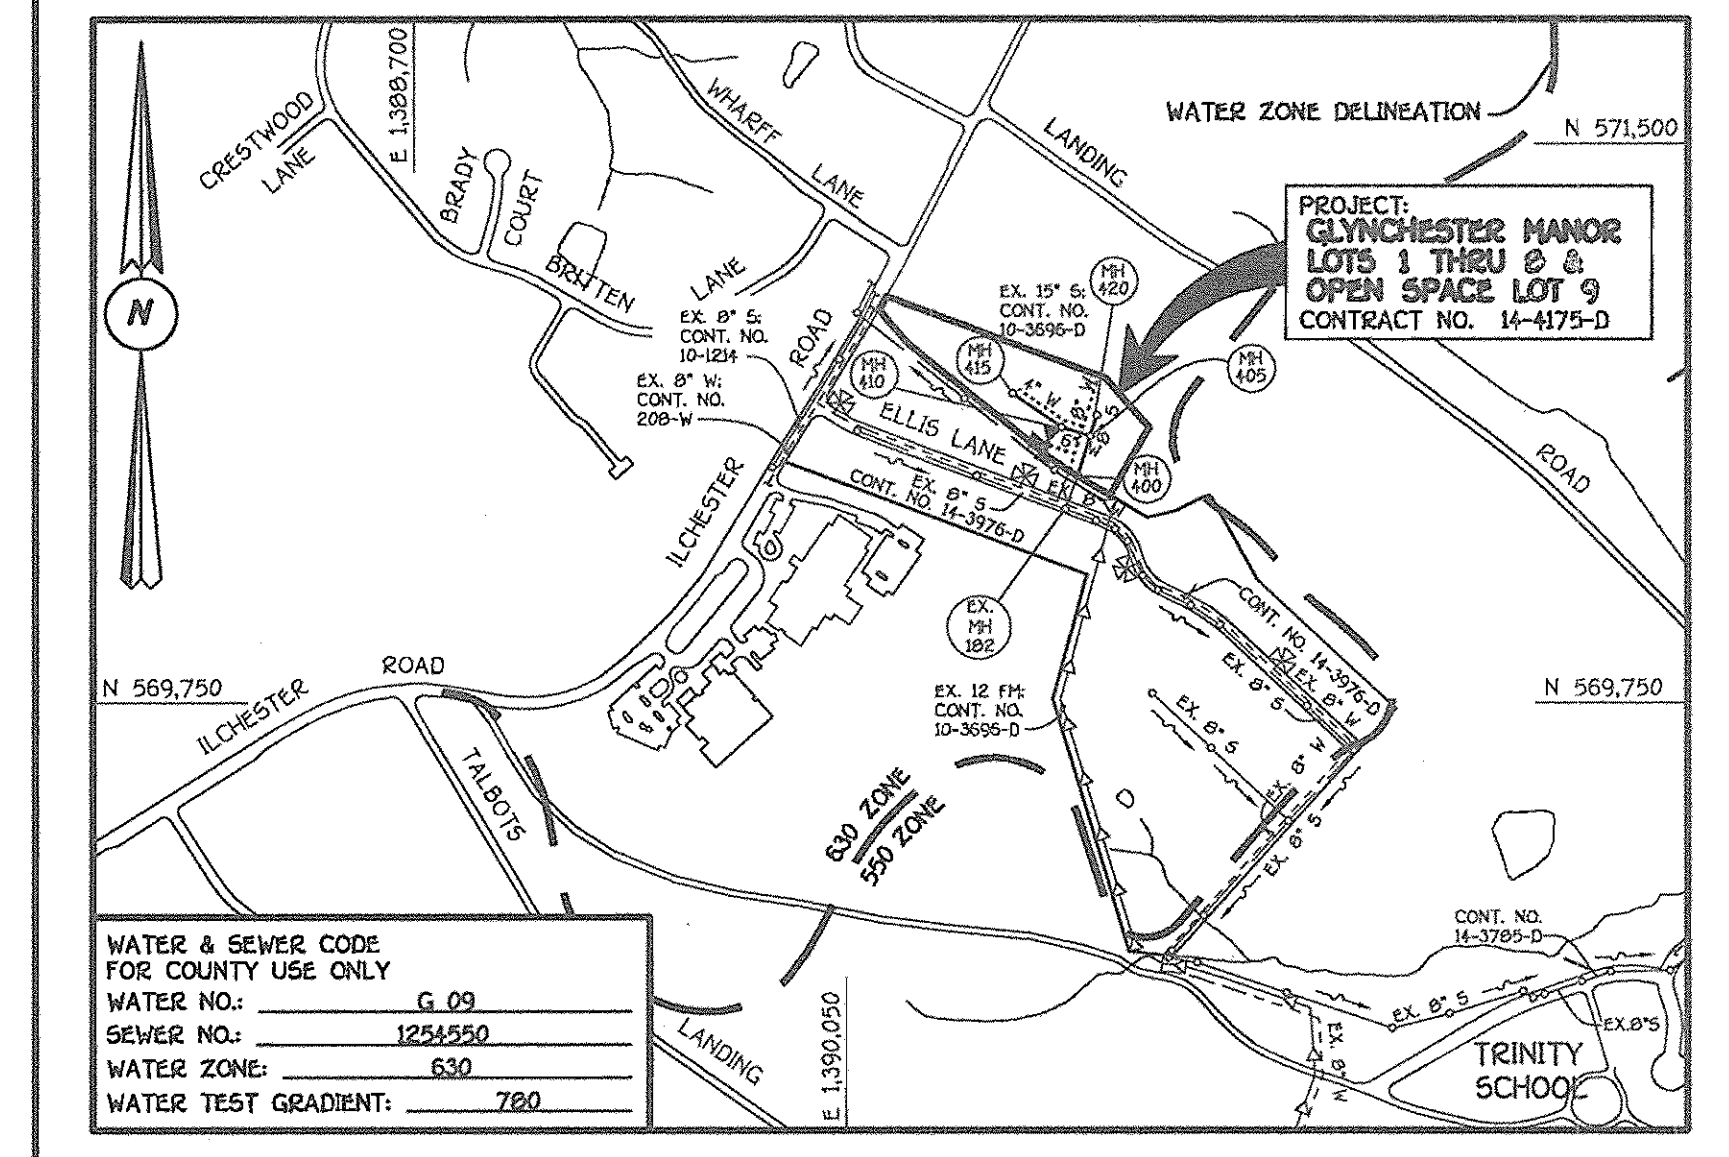 E 1,388,700
WATER ZONE DELINEATION
N 571,500
CRESTWOOD
LANE
BRADY
COURT
WHARFF
LANE
LANDING
BRITTEN
LANE
PROJECT:
GLYNCHESTER MANOR
LOTS 1 THRU 8 &
OPEN SPACE LOT 9
CONTRACT NO. 14-4175-D
N
EX. 8" S;
CONT. NO.
10-1214
EX. 8" W;
CONT. NO.
208-W
ROAD
EX. 15" S;
CONT. NO.
10-3696-D
MH
420
MH
415
MH
410
MH
405
4" W
8" S
8" W
6"
ELLIS LANE
MH
400
EX. 8" S
CONT. NO. 14-3976-D
ILCHESTER
ROAD
EX.
MH
182
CONT. NO. 14-3976-D
EX. 8" W
EX. 8" S
N 569,750
ROAD
ILCHESTER
EX. 12 FM;
CONT. NO.
10-3695-D
N 569,750
EX. 8" S
EX. 8" W
EX. 8" S
TALBOTS
630 ZONE
550 ZONE
CONT. NO.
14-3785-D
EX. 8" S
EX.8"S
EX. 8" W
TRINITY
SCHOOL
LANDING
E 1,390,050
WATER & SEWER CODE
FOR COUNTY USE ONLY
WATER NO.: G 09
SEWER NO.: 1254550
WATER ZONE: 630
WATER TEST GRADIENT: 780